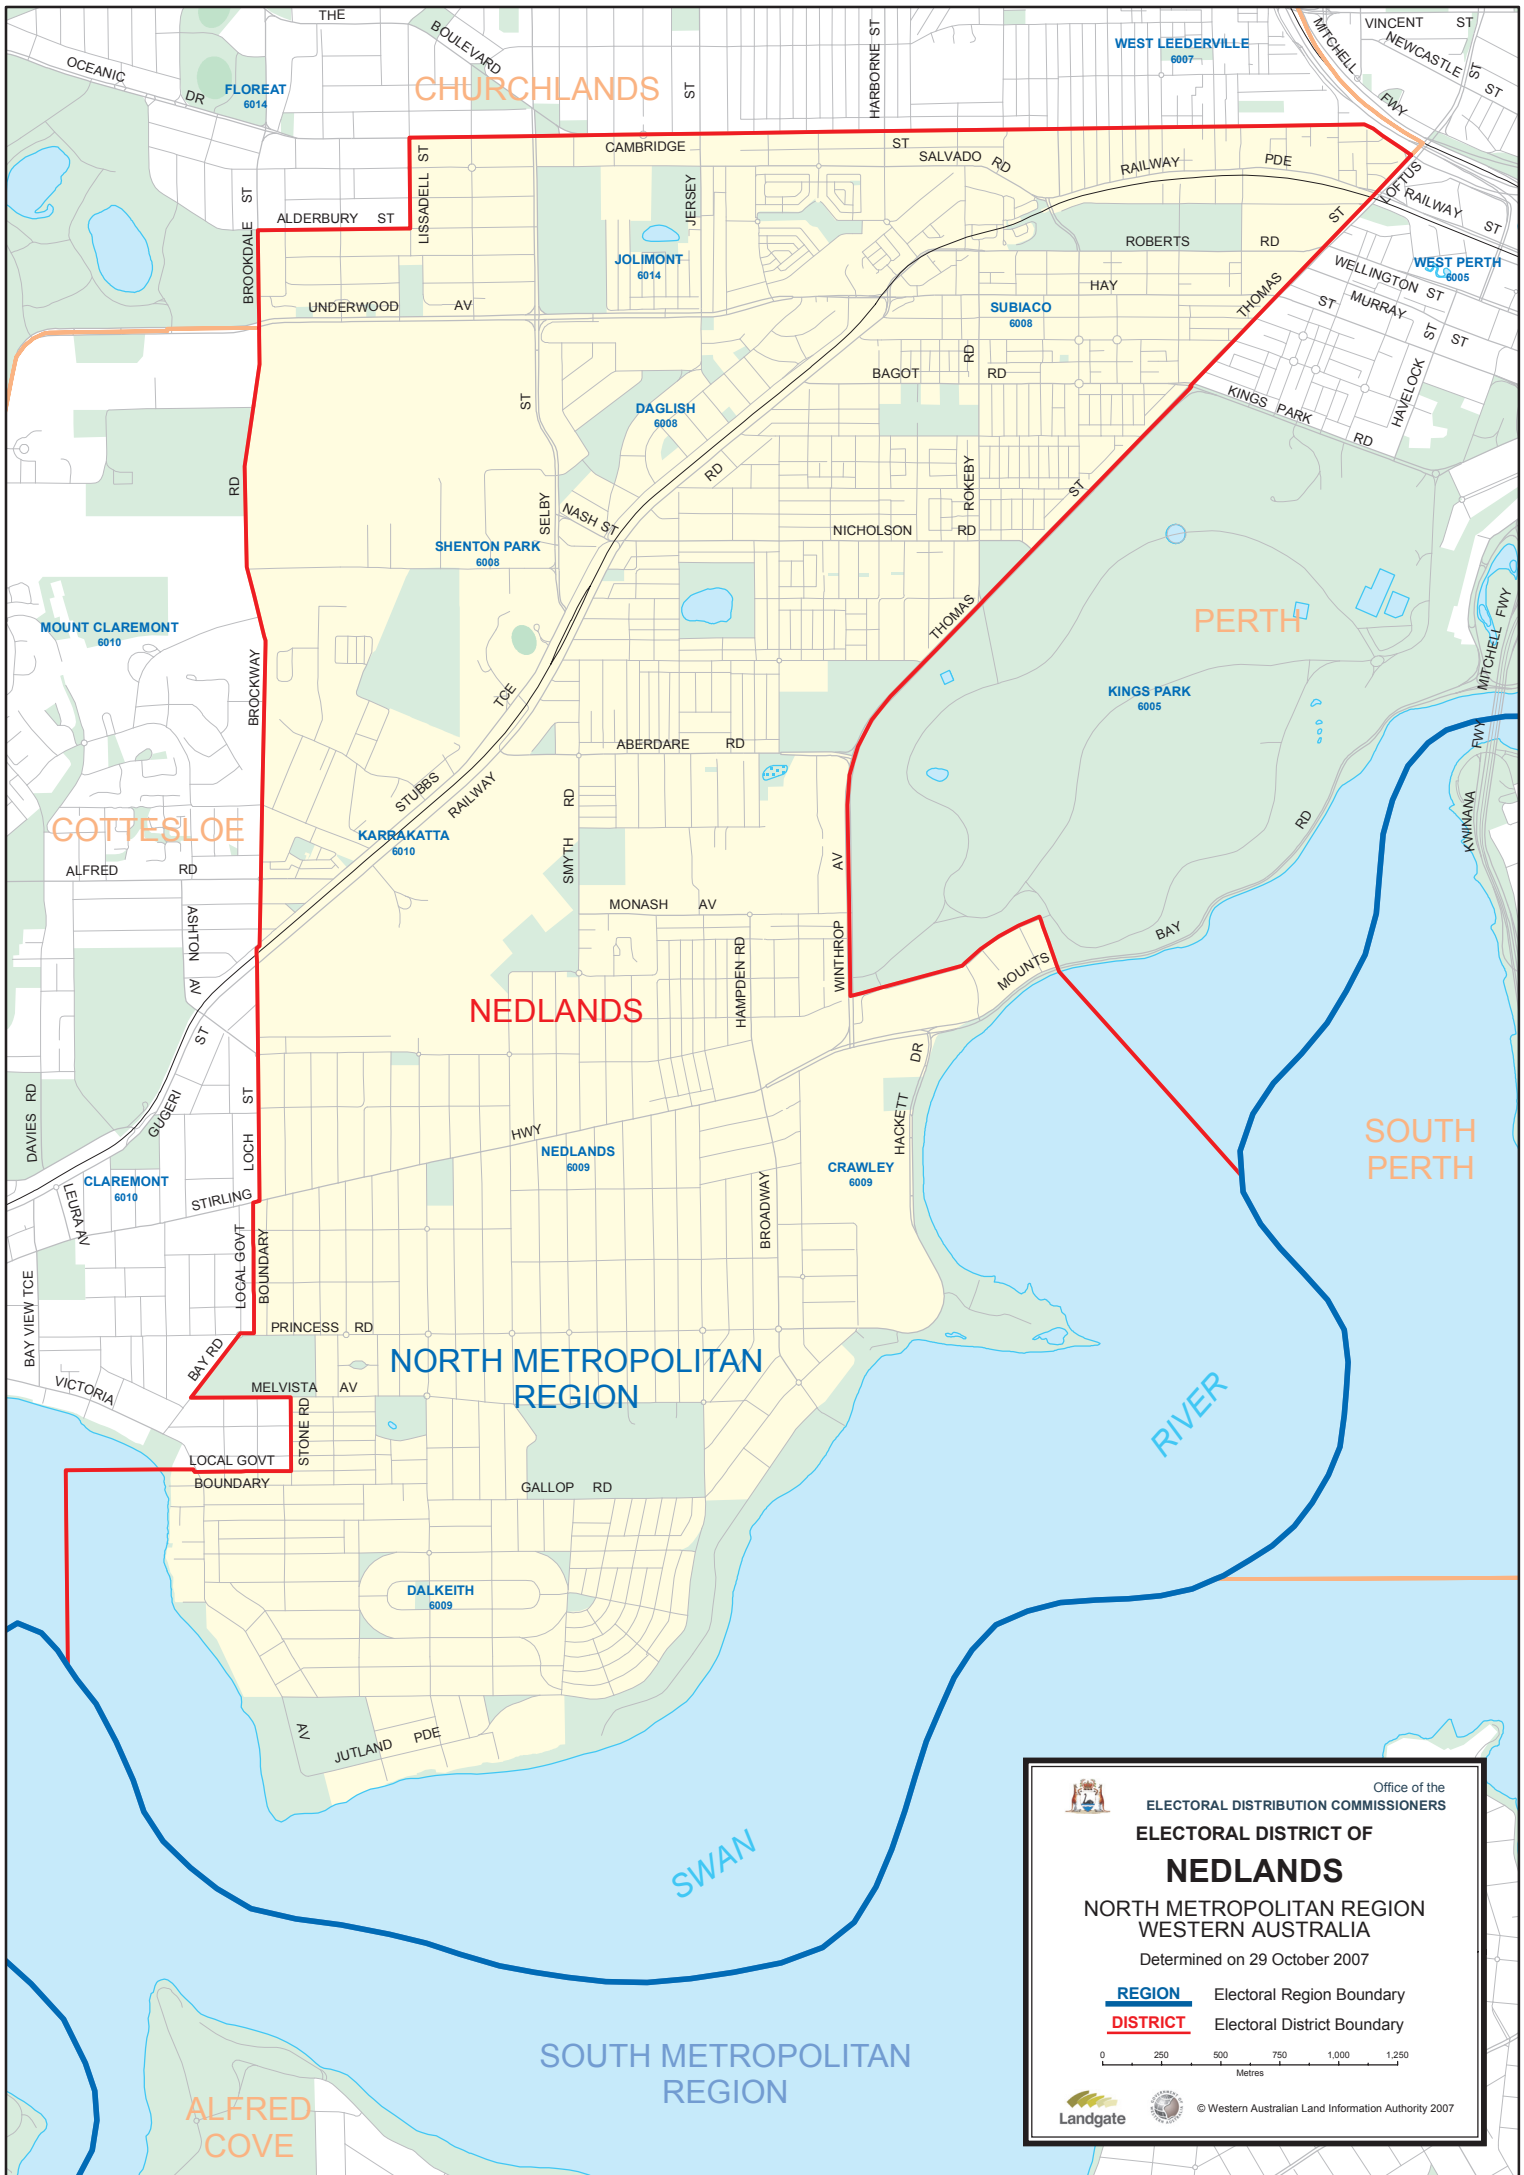 THE
BOULEVARD
OCEANIC
DR
FLOREAT
6014
CHURCHLANDS
ST
HARBORNE ST
WEST LEEDERVILLE
6007
MITCHELL
FWY
VINCENT ST
NEWCASTLE
ST
ST
CAMBRIDGE
ST
SALVADO RD
RAILWAY
PDE
LOFTUS
ST
RAILWAY
ST
LISSADELL ST
JERSEY
BROOKDALE ST
ALDERBURY ST
JOLIMONT
6014
ROBERTS RD
WEST PERTH
6005
WELLINGTON ST
ST MURRAY
ST
ST
HAVELOCK
UNDERWOOD AV
HAY
SUBIACO
6008
THOMAS
BAGOT RD
RD
ROKEBY
KINGS PARK
RD
ST
SELBY
DAGLISH
6008
RD
RD
NASH ST
NICHOLSON RD
ST
SHENTON PARK
6008
THOMAS
MOUNT CLAREMONT
6010
BROCKWAY
PERTH
KINGS PARK
6005
MITCHELL FWY
FWY
KWINANA
TCE
STUBBS
RAILWAY
ABERDARE RD
COTTESLOE
KARRAKATTA
6010
SMYTH RD
ALFRED RD
ASHTON
AV
MONASH AV
AV
WINTHROP
RD
BAY
MOUNTS
HAMPDEN RD
NEDLANDS
ST
GUGERI
DAVIES RD
ST
LOCH
DR
HACKETT
HWY
NEDLANDS
6009
CRAWLEY
6009
SOUTH
PERTH
CLAREMONT
6010
LEURA AV
STIRLING
BROADWAY
LOCAL GOVT
BOUNDARY
BAY VIEW TCE
PRINCESS RD
BAY RD
NORTH METROPOLITAN
REGION
VICTORIA
MELVISTA AV
STONE RD
LOCAL GOVT
BOUNDARY
GALLOP RD
RIVER
DALKEITH
6009
AV
JUTLAND PDE
SWAN
SOUTH METROPOLITAN
REGION
ALFRED
COVE
Office of the
ELECTORAL DISTRIBUTION COMMISSIONERS
ELECTORAL DISTRICT OF
NEDLANDS
NORTH METROPOLITAN REGION
WESTERN AUSTRALIA
Determined on 29 October 2007
REGION Electoral Region Boundary
DISTRICT Electoral District Boundary
0 250 500 750 1,000 1,250
Metres
Landgate
© Western Australian Land Information Authority 2007